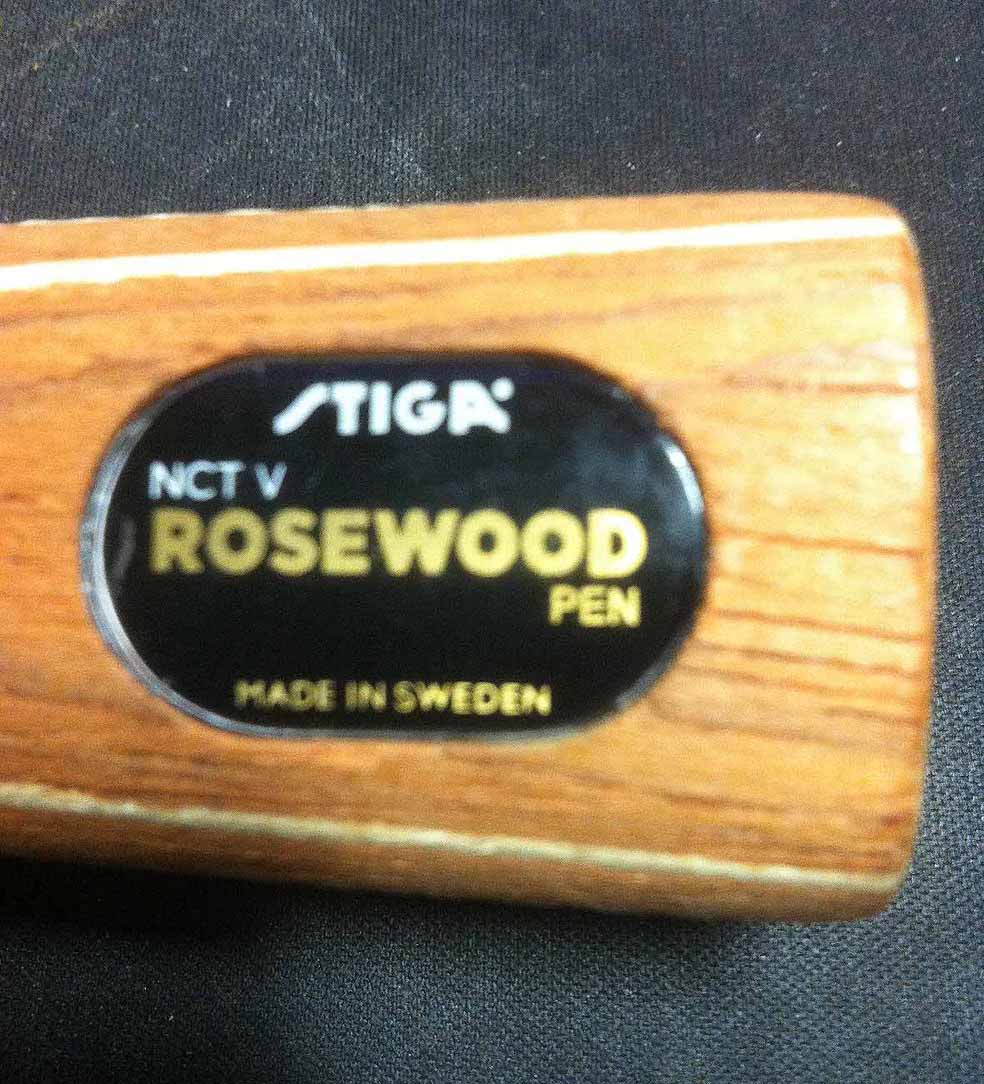 STIGA
NCT V
ROSEWOOD
PEN
MADE IN SWEDEN